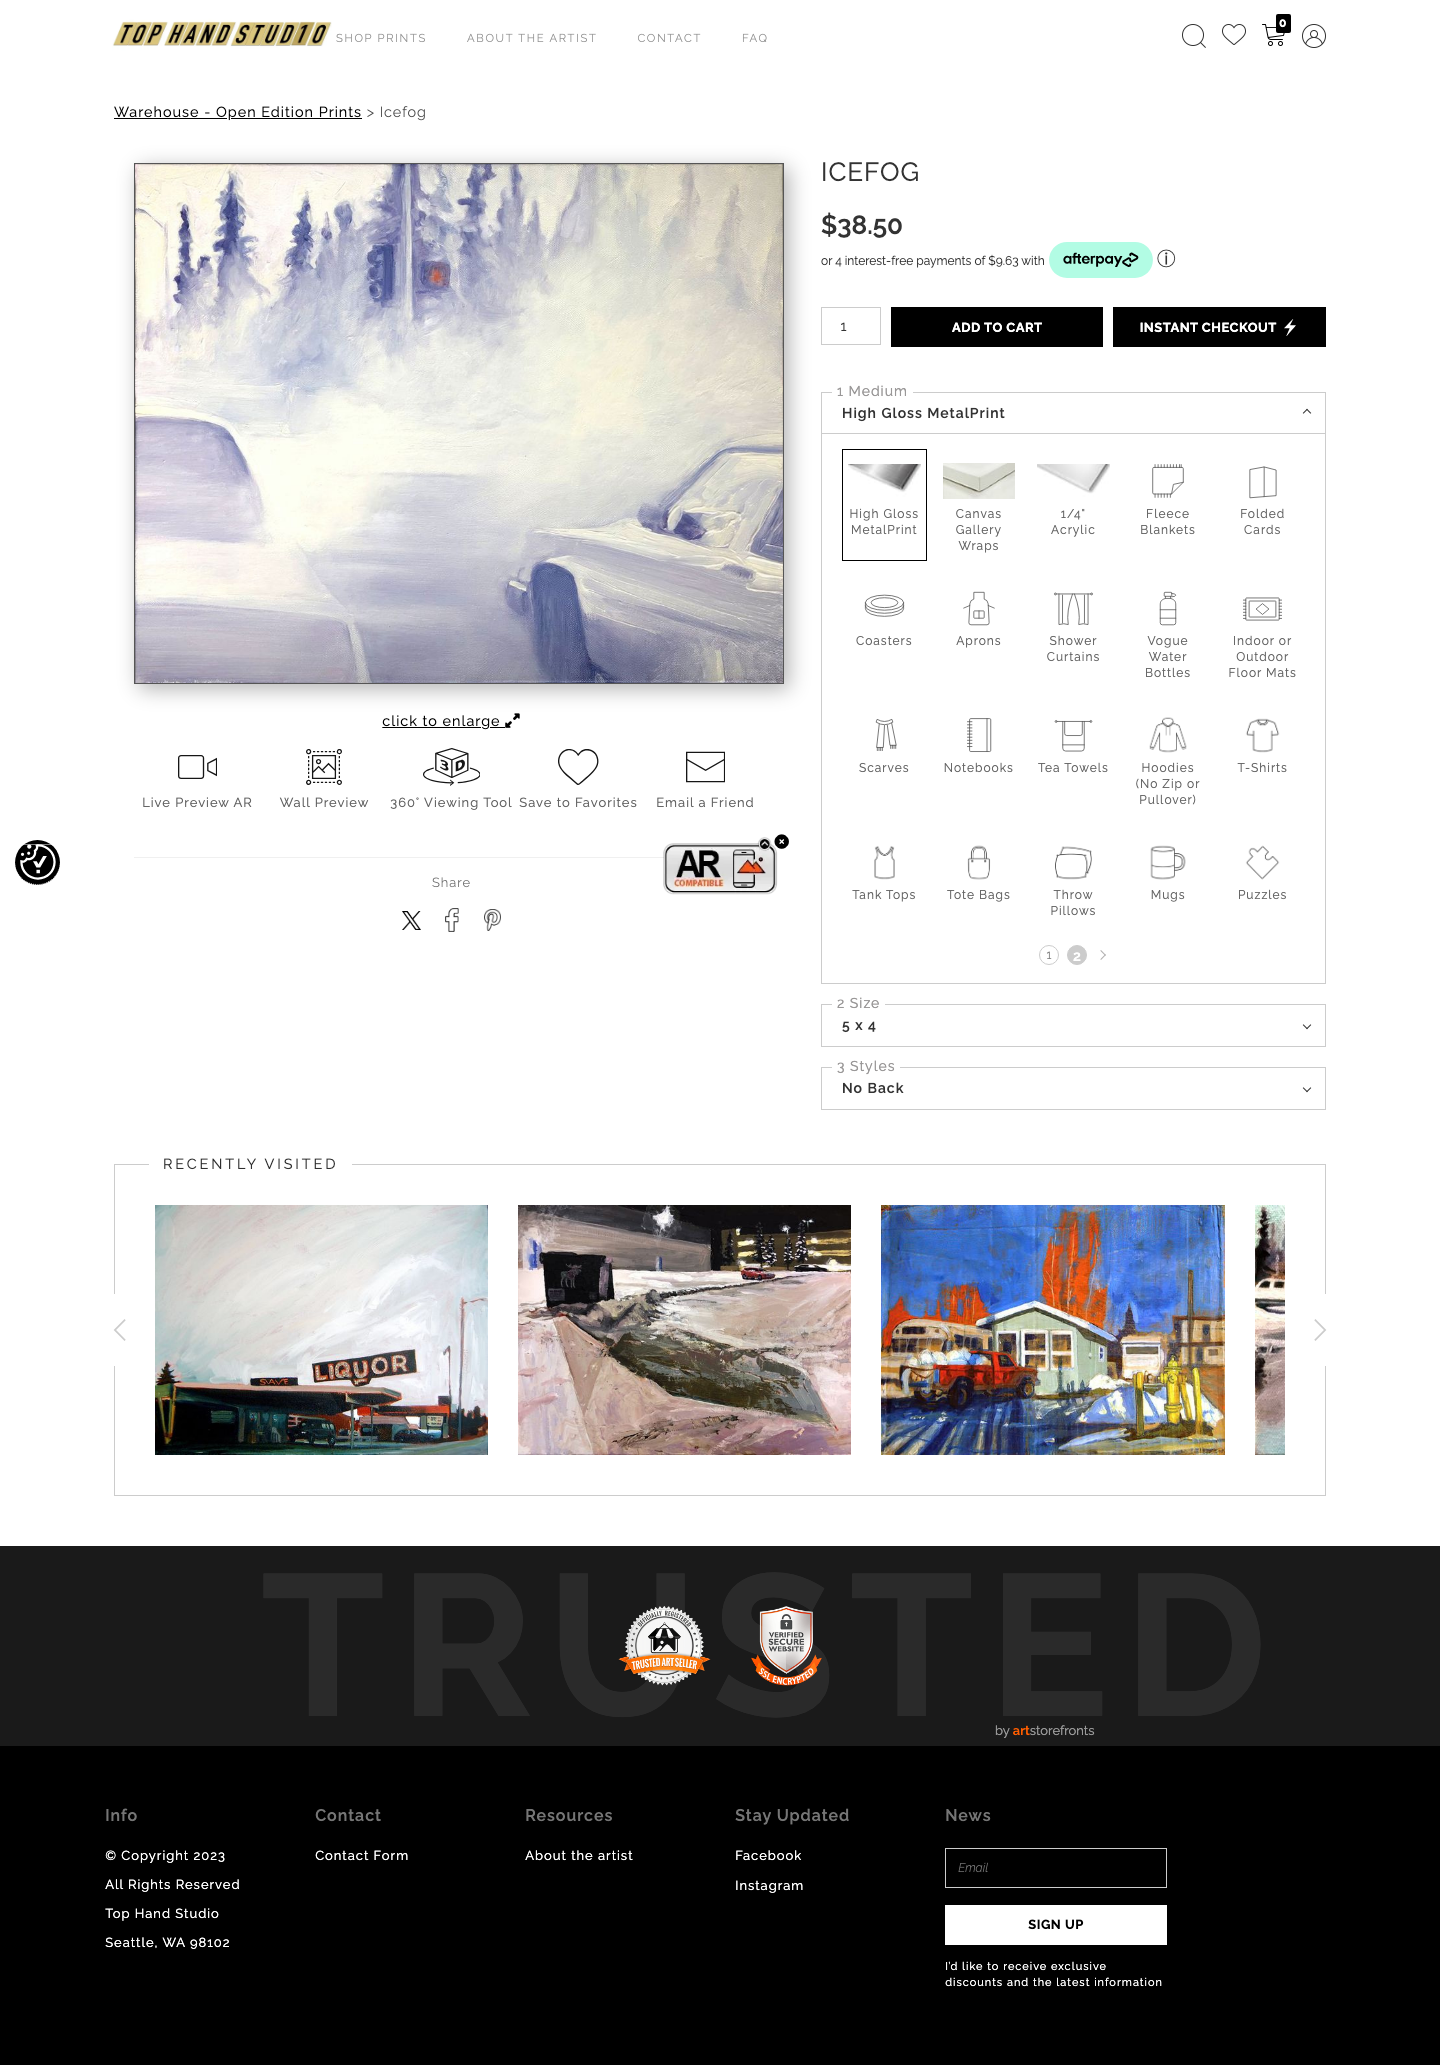 TOP HAND STUD1O
SHOP PRINTS
ABOUT THE ARTIST
CONTACT
FAQ
0
Warehouse - Open Edition Prints > Icefog
ICEFOG
$38.50
or 4 interest-free payments of $9.63 with afterpay
1
ADD TO CART
INSTANT CHECKOUT
click to enlarge
Live Preview AR
Wall Preview
3D
360° Viewing Tool
Save to Favorites
Email a Friend
AR
COMPATIBLE
Share
1 Medium
High Gloss MetalPrint
High Gloss
MetalPrint
Canvas
Gallery
Wraps
1/4"
Acrylic
Fleece
Blankets
Folded
Cards
Coasters
Aprons
Shower
Curtains
Vogue
Water
Bottles
Indoor or
Outdoor
Floor Mats
Scarves
Notebooks
Tea Towels
Hoodies
(No Zip or
Pullover)
T-Shirts
Tank Tops
Tote Bags
Throw
Pillows
Mugs
Puzzles
1
2
2 Size
5 x 4
3 Styles
No Back
RECENTLY VISITED
SAVE
LIQUOR
TRUSTED
OFFICIALLY REGISTERED
TRUSTED ART SELLER
VERIFIED
SECURE
WEBSITE
SSL ENCRYPTED
by artstorefronts
Info
© Copyright 2023
All Rights Reserved
Top Hand Studio
Seattle, WA 98102
Contact
Contact Form
Resources
About the artist
Stay Updated
Facebook
Instagram
News
Email
SIGN UP
I'd like to receive exclusive
discounts and the latest information